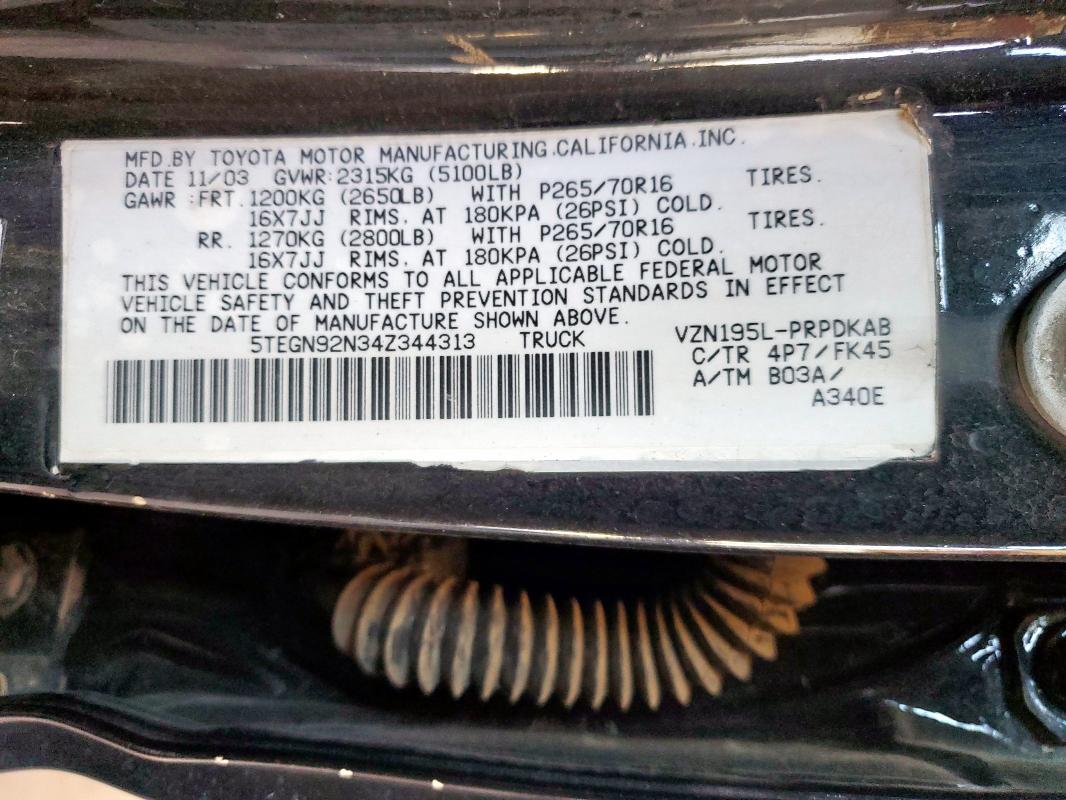 MFD.BY TOYOTA MOTOR MANUFACTURING.CALIFORNIA.INC.
DATE 11/03 GVWR:2315KG (5100LB)
GAWR :FRT. 1200KG (2650LB) WITH P265/70R16 TIRES.
16X7JJ RIMS. AT 180KPA (26PSI) COLD.
RR. 1270KG (2800LB) WITH P265/70R16 TIRES.
16X7JJ RIMS. AT 180KPA (26PSI) COLD.
THIS VEHICLE CONFORMS TO ALL APPLICABLE FEDERAL MOTOR
VEHICLE SAFETY AND THEFT PREVENTION STANDARDS IN EFFECT
ON THE DATE OF MANUFACTURE SHOWN ABOVE.
5TEGN92N34Z344313 TRUCK VZN195L-PRPDKAB
C/TR 4P7/FK45
A/TM B03A/
A340E